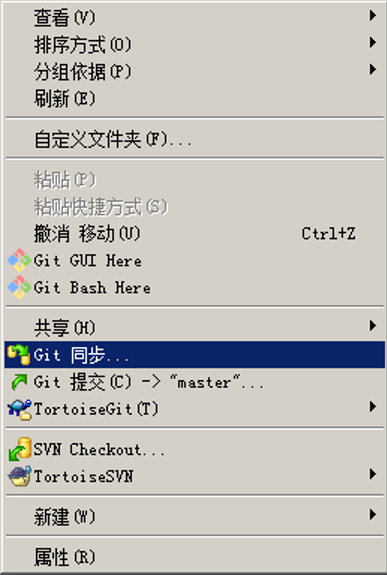 查看(V)
排序方式(O)
分组依据(P)
刷新(E)
自定义文件夹(F)...
粘贴(P)
粘贴快捷方式(S)
撤消 移动(U) Ctrl+Z
Git GUI Here
Git Bash Here
共享(H)
Git 同步...
Git 提交(C) -> "master"...
TortoiseGit(T)
SVN Checkout...
TortoiseSVN
新建(W)
属性(R)